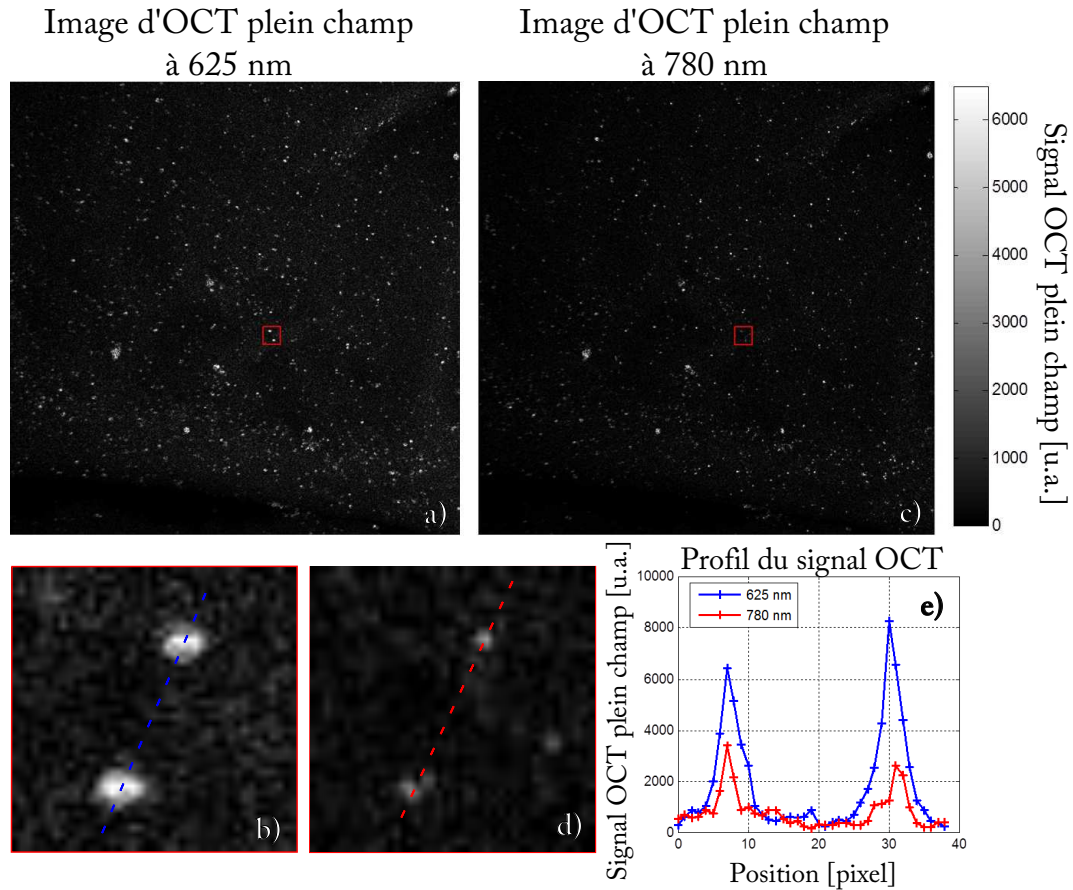 Image d'OCT plein champ
à 625 nm
Image d'OCT plein champ
à 780 nm
a)
c)
6000
5000
4000
3000
2000
1000
0
Signal OCT plein champ [u.a.]
b)
d)
Profil du signal OCT
e)
625 nm
780 nm
10000
8000
6000
4000
2000
0
0
10
20
30
40
Signal OCT plein champ [u.a.]
Position [pixel]